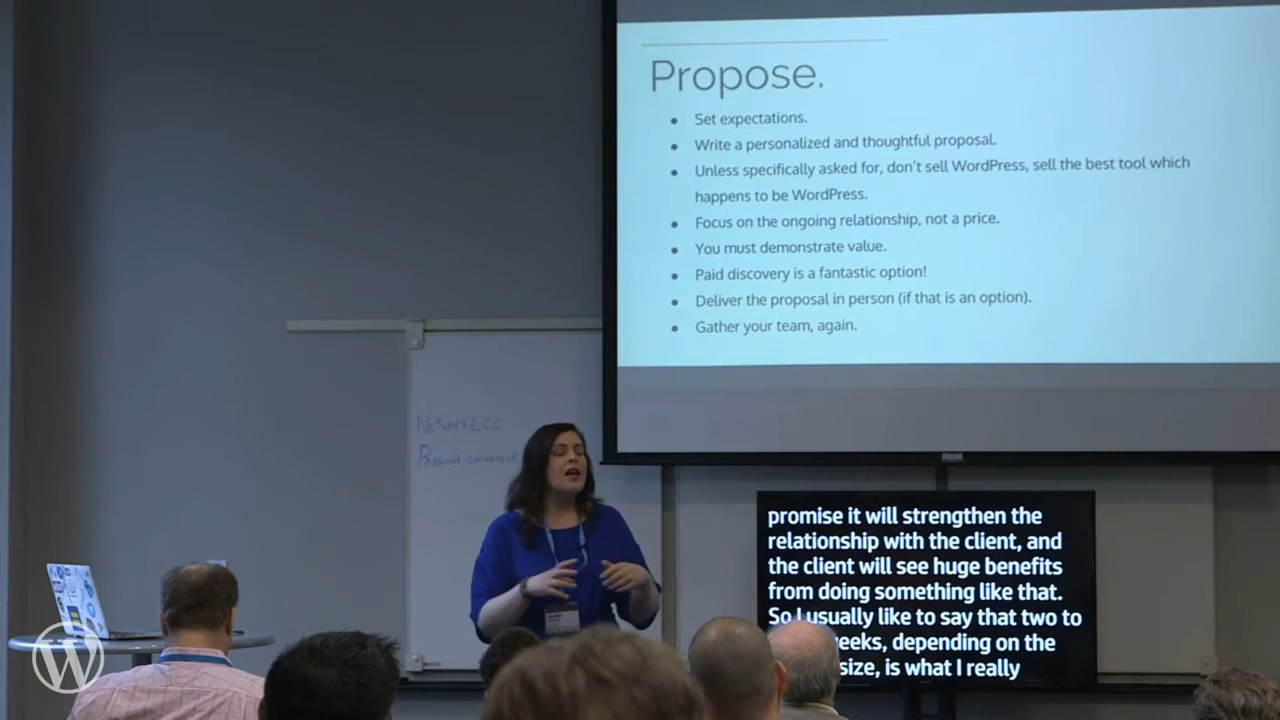 Propose.
Set expectations.
Write a personalized and thoughtful proposal.
Unless specifically asked for, don't sell WordPress, sell the best tool which
happens to be WordPress.
Focus on the ongoing relationship, not a price.
You must demonstrate value.
Paid discovery is a fantastic option!
Deliver the proposal in person (if that is an option).
Gather your team, again.
promise it will strengthen the
relationship with the client, and
the client will see huge benefits
from doing something like that.
So I usually like to say that two to
eeks, depending on the
size, is what I really